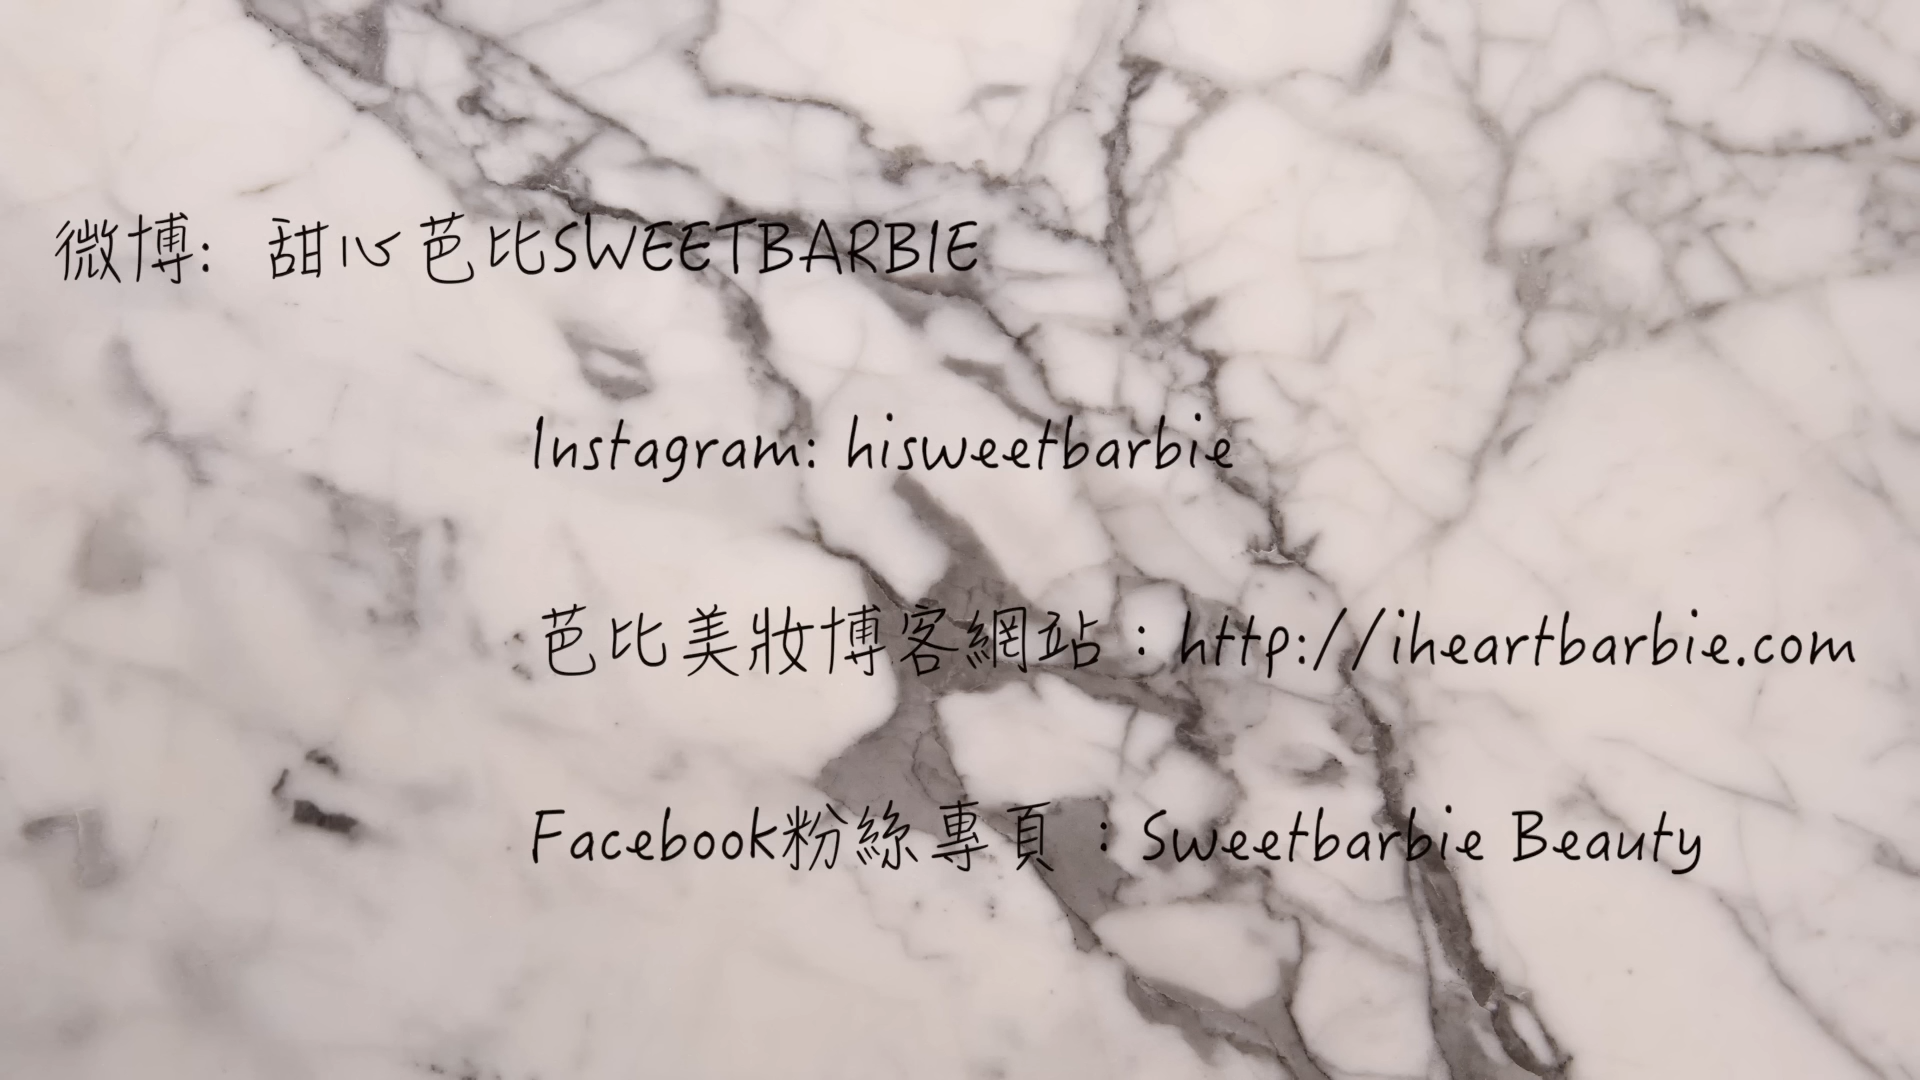 微博: 甜心芭比SWEETBARBIE
Instagram: hisweetbarbie
芭比美妝博客網站：http://iheartbarbie.com
Facebook粉絲專頁：Sweetbarbie Beauty